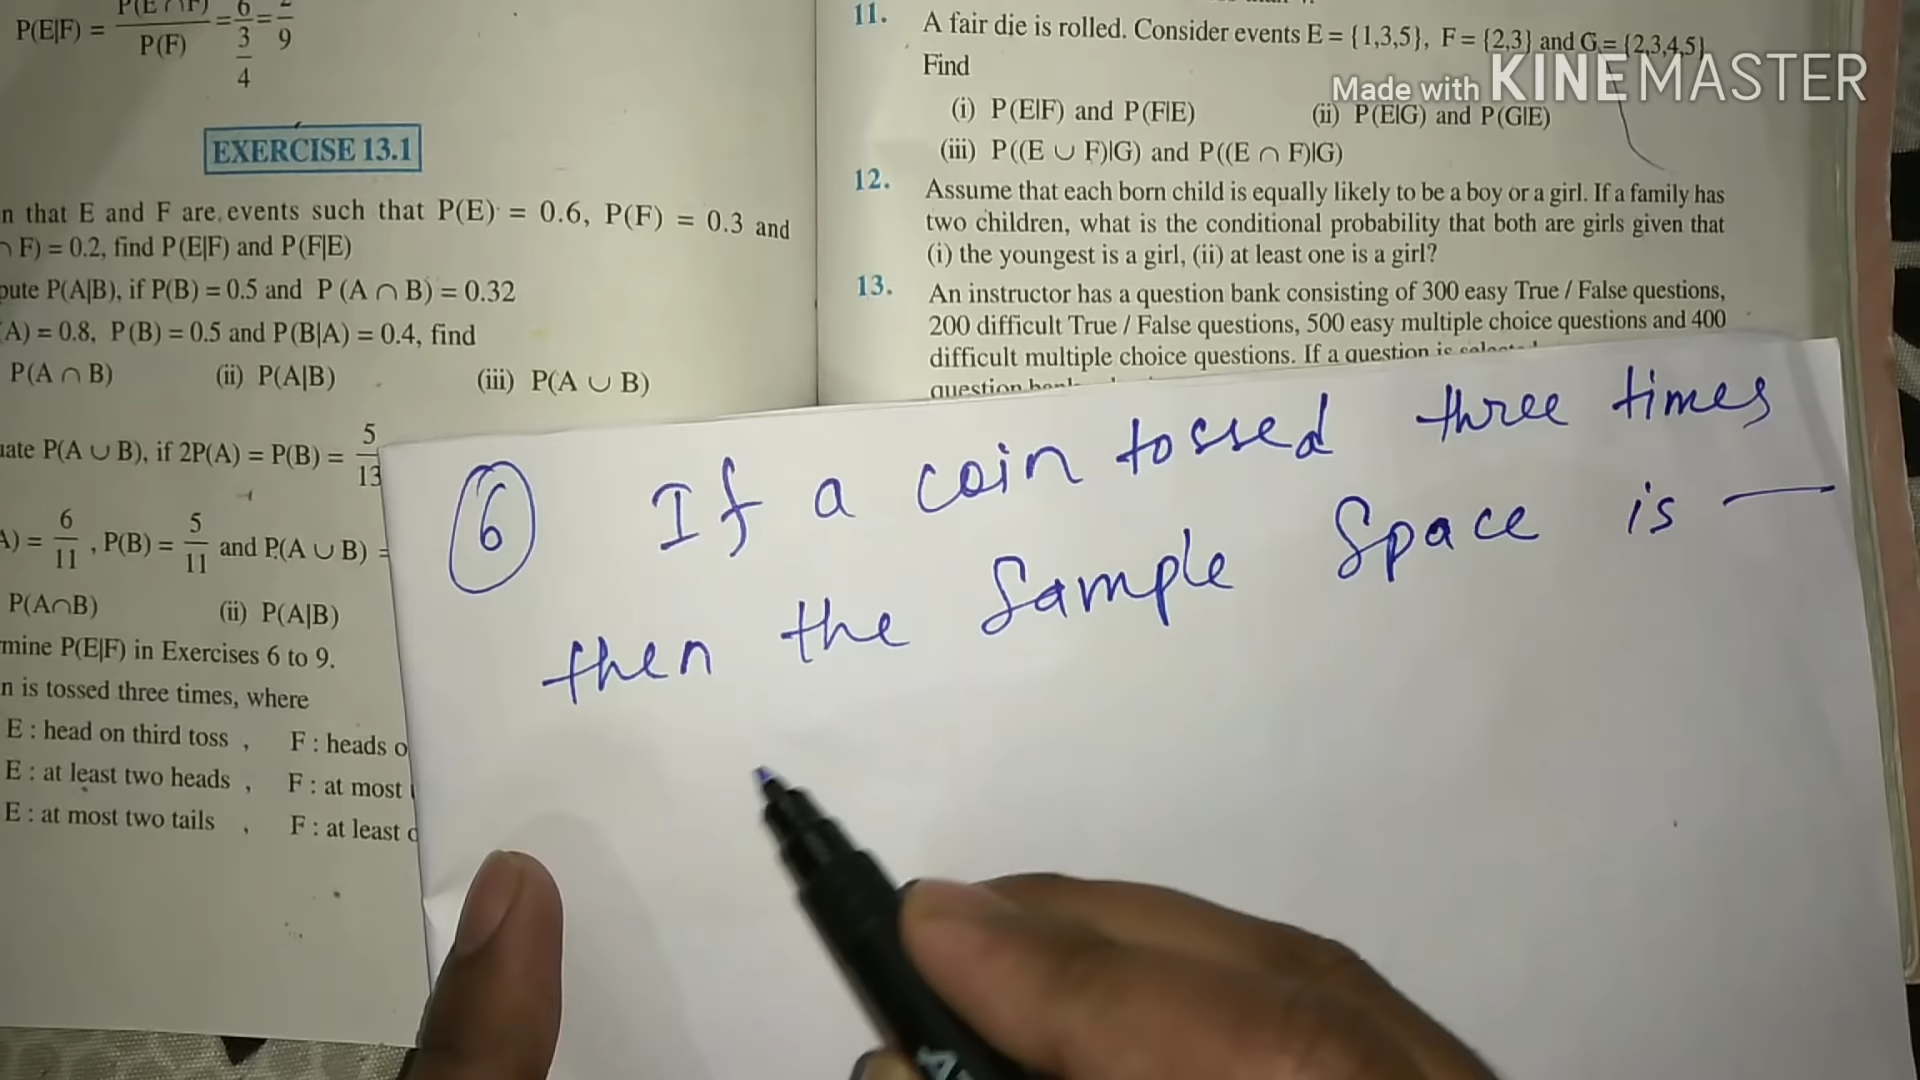 P(E|F) = P(E ∩ F) / P(F) = 6 / 3/4 = 2/9
EXERCISE 13.1
n that E and F are events such that P(E) = 0.6, P(F) = 0.3 and
∩ F) = 0.2, find P(E|F) and P(F|E)
pute P(A|B), if P(B) = 0.5 and P (A ∩ B) = 0.32
A) = 0.8, P(B) = 0.5 and P(B|A) = 0.4, find
P(A ∩ B) (ii) P(A|B) (iii) P(A ∪ B)
uate P(A ∪ B), if 2P(A) = P(B) = 5/13
A) = 6/11 , P(B) = 5/11 and P(A ∪ B) =
P(A∩B) (ii) P(A|B)
mine P(E|F) in Exercises 6 to 9.
n is tossed three times, where
E : head on third toss , F : heads o
E : at least two heads , F : at most
E : at most two tails , F : at least
11. A fair die is rolled. Consider events E = {1,3,5}, F = {2,3} and G = {2,3,4,5}
Find
Made with KINEMASTER
(i) P(E|F) and P(F|E) (ii) P(E|G) and P(G|E)
(iii) P((E ∪ F)|G) and P((E ∩ F)|G)
12. Assume that each born child is equally likely to be a boy or a girl. If a family has
two children, what is the conditional probability that both are girls given that
(i) the youngest is a girl, (ii) at least one is a girl?
13. An instructor has a question bank consisting of 300 easy True / False questions,
200 difficult True / False questions, 500 easy multiple choice questions and 400
difficult multiple choice questions. If a question is
question
6 If a coin tossed three times
then the Sample Space is —